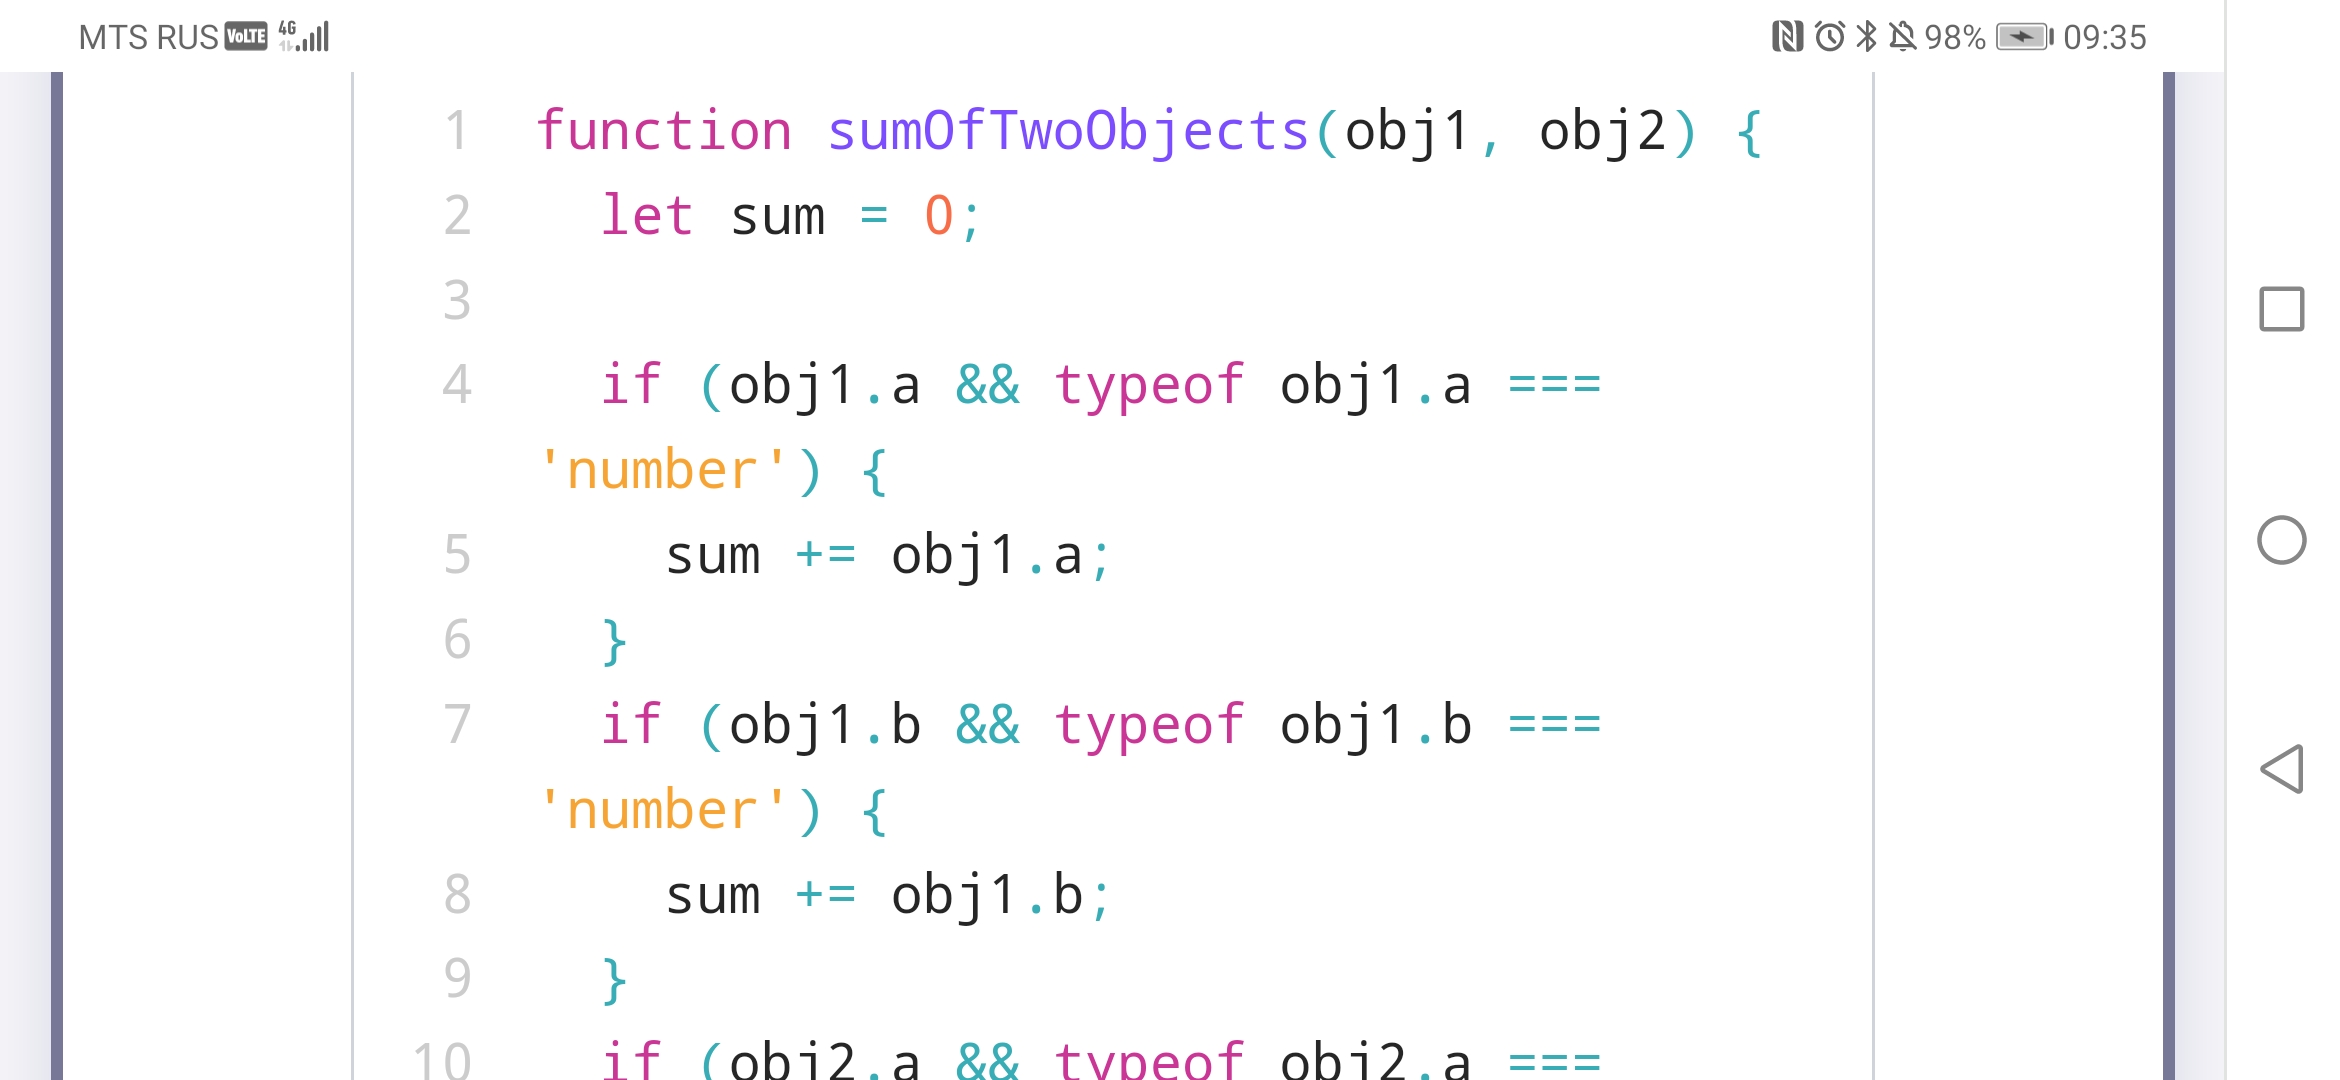 MTS RUS VoLTE 4G 98% 09:35
1 function sumOfTwoObjects(obj1, obj2) {
2 let sum = 0;
3
4 if (obj1.a && typeof obj1.a ===
'number') {
5 sum += obj1.a;
6 }
7 if (obj1.b && typeof obj1.b ===
'number') {
8 sum += obj1.b;
9 }
10 if (obj2.a && typeof obj2.a ===